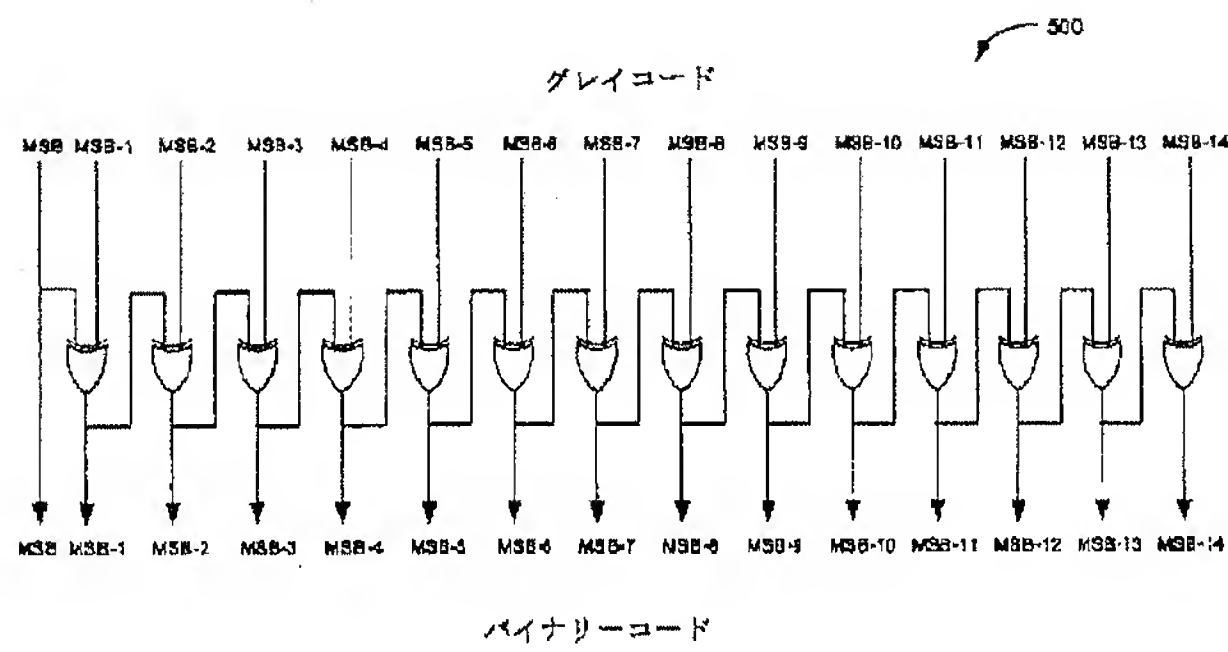 500
グレイコード
MSB MSB-1 MSB-2 MSB-3 MSB-4 MSB-5 MSB-6 MSB-7 MSB-8 MSB-9 MSB-10 MSB-11 MSB-12 MSB-13 MSB-14
MSB MSB-1 MSB-2 MSB-3 MSB-4 MSB-5 MSB-6 MSB-7 MSB-8 MSB-9 MSB-10 MSB-11 MSB-12 MSB-13 MSB-14
バイナリーコード